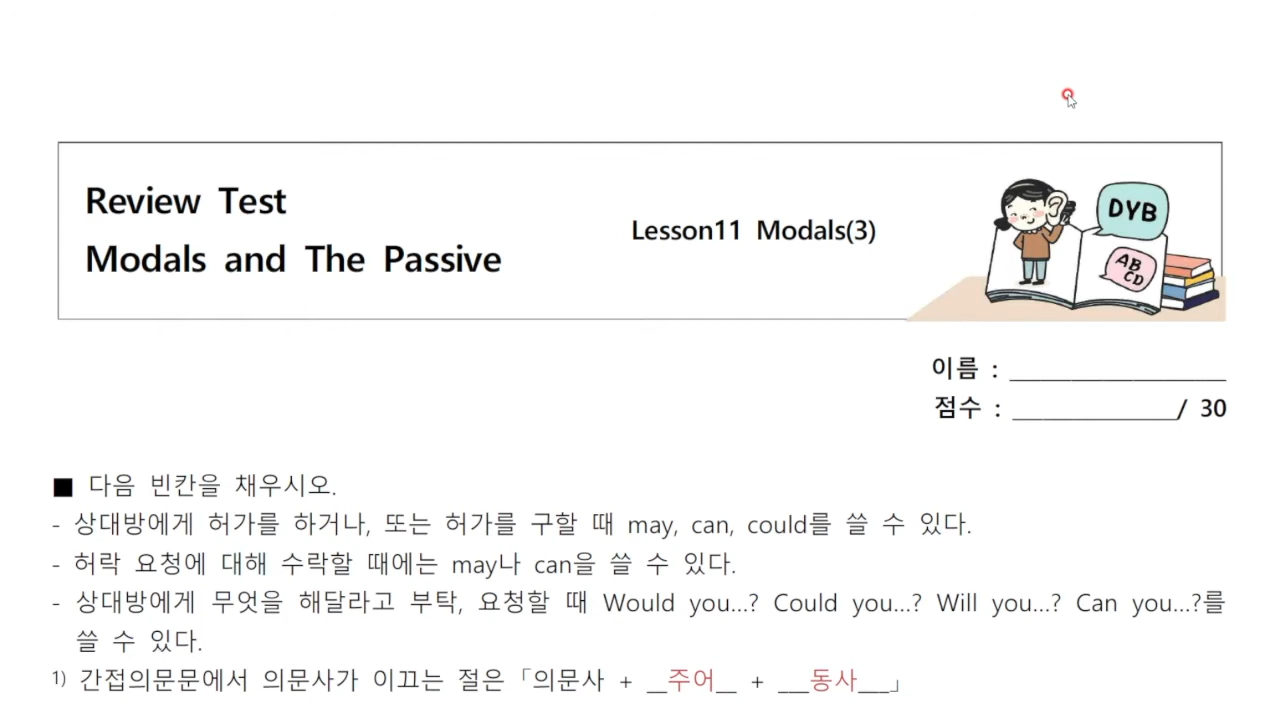 Review Test
Modals and The Passive
Lesson11 Modals(3)
DYB
AB
CD
이름 : ____________________
점수 : _______________/ 30
■ 다음 빈칸을 채우시오.
- 상대방에게 허가를 하거나, 또는 허가를 구할 때 may, can, could를 쓸 수 있다.
- 허락 요청에 대해 수락할 때에는 may나 can을 쓸 수 있다.
- 상대방에게 무엇을 해달라고 부탁, 요청할 때 Would you...? Could you...? Will you...? Can you...?를
쓸 수 있다.
1) 간접의문문에서 의문사가 이끄는 절은「의문사 + __주어__ + ___동사___」